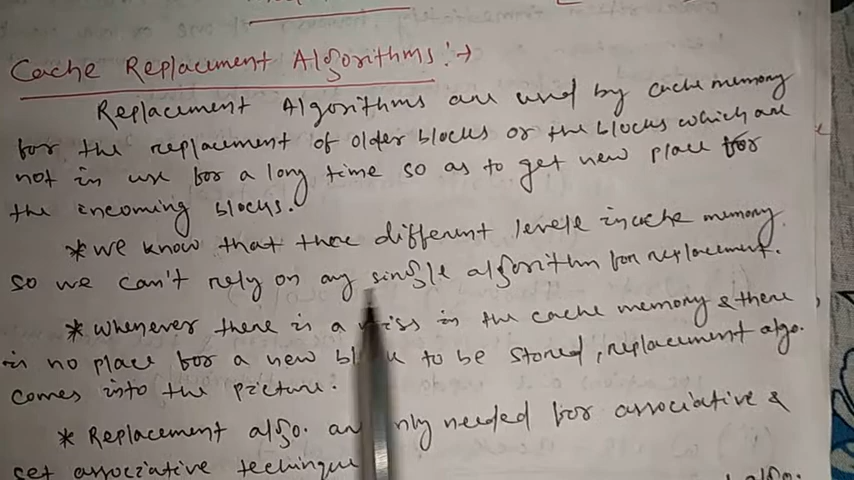 Cache Replacement Algorithms :→
Replacement Algorithms are used by cache memory
for the replacement of older blocks or the blocks which are
not in use for a long time so as to get new place for
the incoming blocks.
* we know that there different levels in cache memory
so we can't rely on any single algorithm for replacement.
* whenever there is a miss in the cache memory & there
is no place for a new block to be stored, replacement algo.
comes into the picture.
* Replacement algo. are only needed for associative &
set associative technique
algo.